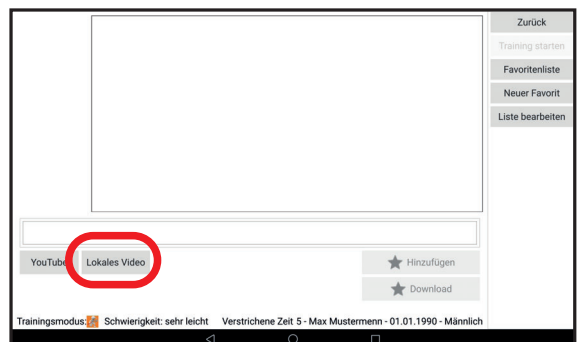 Zurück
Training starten
Favoritenliste
Neuer Favorit
Liste bearbeiten
YouTube Lokales Video
Hinzufügen
Download
Trainingsmodus: Schwierigkeit: sehr leicht Verstrichene Zeit 5 - Max Mustermenn - 01.01.1990 - Männlich